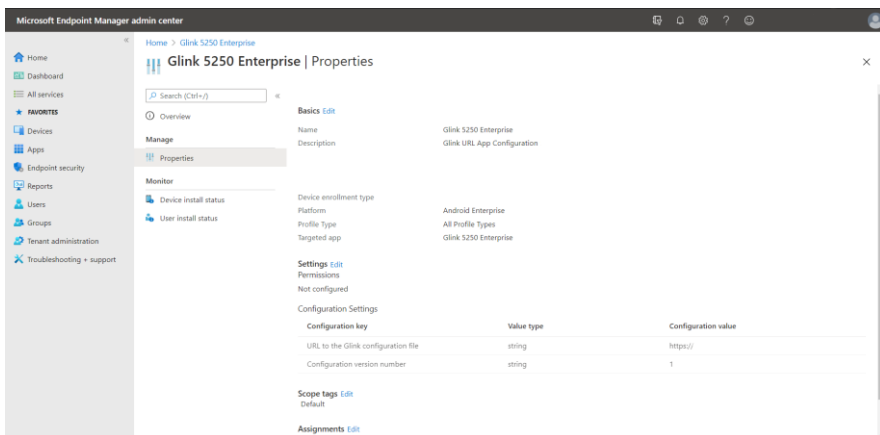 Microsoft Endpoint Manager admin center
Home
Dashboard
All services
FAVORITES
Devices
Apps
Endpoint security
Reports
Users
Groups
Tenant administration
Troubleshooting + support
Home > Glink 5250 Enterprise
Glink 5250 Enterprise | Properties
Search (Ctrl+/)
Overview
Manage
Properties
Monitor
Device install status
User install status
Basics Edit
Name Glink 5250 Enterprise
Description Glink URL App Configuration
Device enrollment type
Platform Android Enterprise
Profile Type All Profile Types
Targeted app Glink 5250 Enterprise
Settings Edit
Permissions
Not configured
Configuration Settings
Configuration key Value type Configuration value
URL to the Glink configuration file string https://
Configuration version number string 1
Scope tags Edit
Default
Assignments Edit